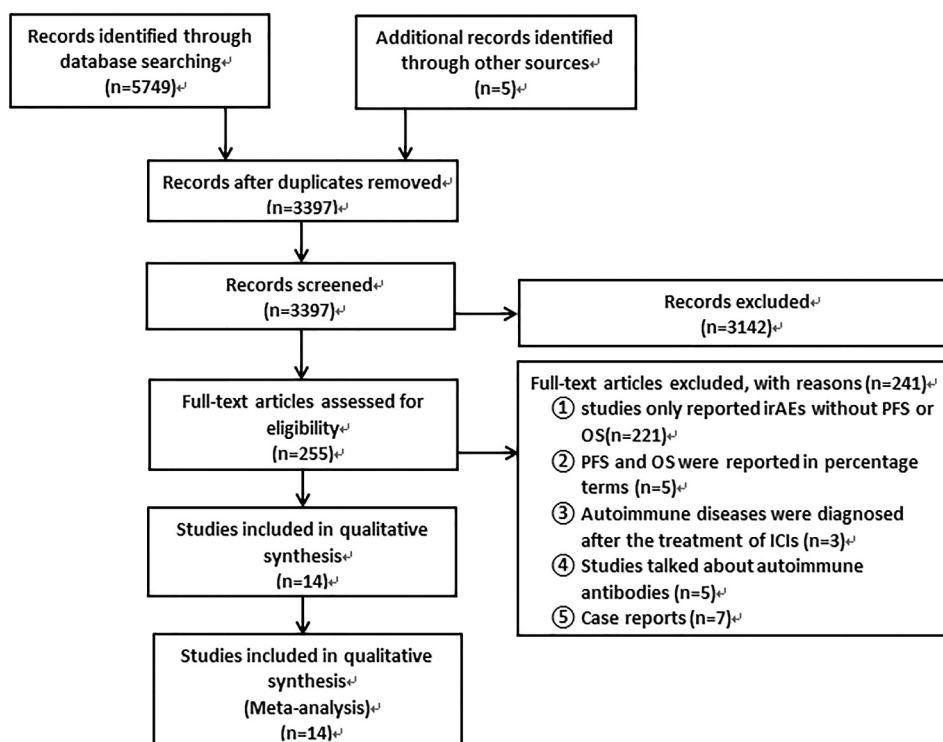 Records identified through
database searching↵
(n=5749)↵
Additional records identified
through other sources↵
(n=5)↵
Records after duplicates removed↵
(n=3397)↵
Records screened↵
(n=3397)↵
Records excluded↵
(n=3142)↵
Full-text articles assessed for
eligibility↵
(n=255)↵
Full-text articles excluded, with reasons (n=241)↵
① studies only reported irAEs without PFS or
OS(n=221)↵
② PFS and OS were reported in percentage
terms (n=5)↵
③ Autoimmune diseases were diagnosed
after the treatment of ICIs (n=3)↵
④ Studies talked about autoimmune
antibodies (n=5)↵
⑤ Case reports (n=7)↵
Studies included in qualitative
synthesis↵
(n=14)↵
Studies included in qualitative
synthesis↵
(Meta-analysis)↵
(n=14)↵